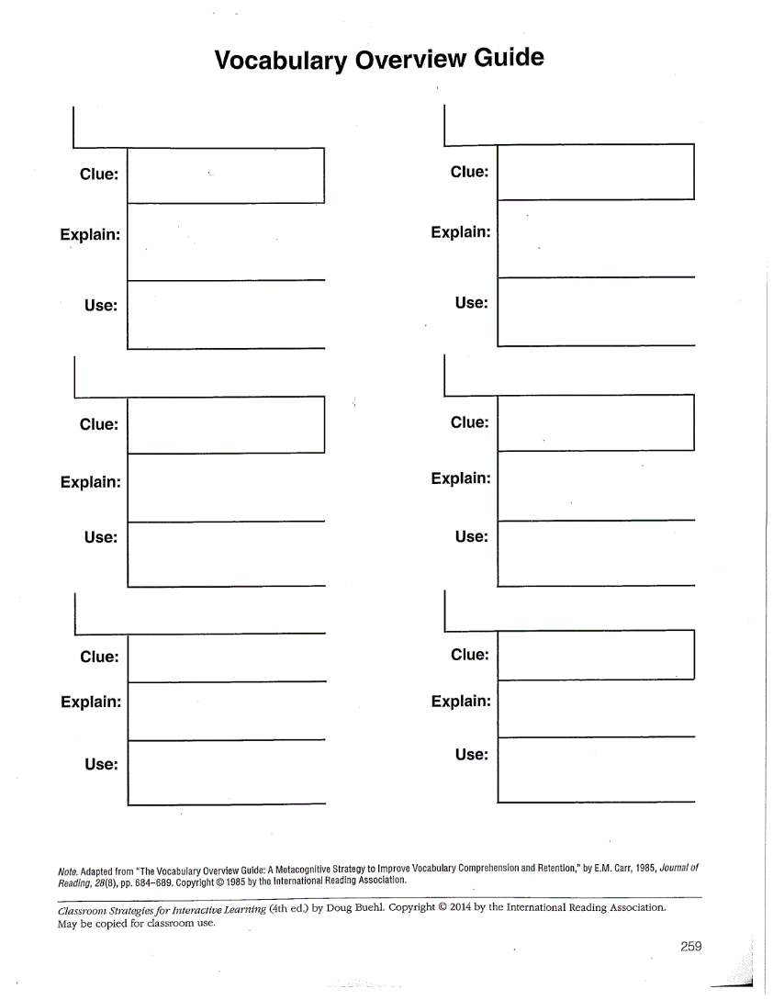 Vocabulary Overview Guide
Clue:
Explain:
Use:
Clue:
Explain:
Use:
Clue:
Explain:
Use:
Clue:
Explain:
Use:
Clue:
Explain:
Use:
Clue:
Explain:
Use:
Note. Adapted from "The Vocabulary Overview Guide: A Metacognitive Strategy to Improve Vocabulary Comprehension and Retention," by E.M. Carr, 1985, Journal of
Reading, 28(8), pp. 684–689. Copyright © 1985 by the International Reading Association.
Classroom Strategies for Interactive Learning (4th ed.) by Doug Buehl. Copyright © 2014 by the International Reading Association.
May be copied for classroom use.
259